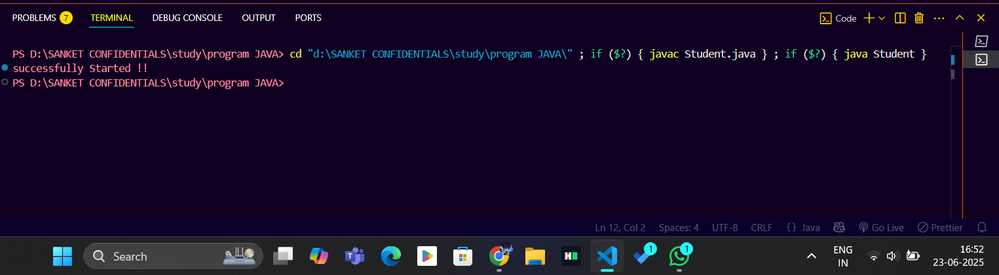 PROBLEMS 7 TERMINAL DEBUG CONSOLE OUTPUT PORTS Code
PS D:\SANKET CONFIDENTIALS\study\program JAVA> cd "d:\SANKET CONFIDENTIALS\study\program JAVA\" ; if ($?) { javac Student.java } ; if ($?) { java Student }
successfully Started !!
PS D:\SANKET CONFIDENTIALS\study\program JAVA>
Ln 12, Col 2 Spaces: 4 UTF-8 CRLF {} Java Go Live Prettier
Search T H 1 1 ENG 16:52
IN 23-06-2025